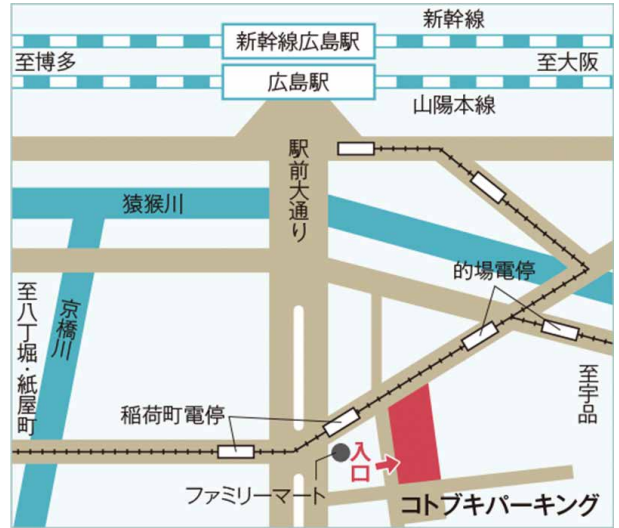 新幹線
新幹線広島駅
至博多
至大阪
広島駅
山陽本線
駅前大通り
猿猴川
的場電停
京橋川
至八丁堀・紙屋町
至宇品
稲荷町電停
入口
ファミリーマート
コトブキパーキング